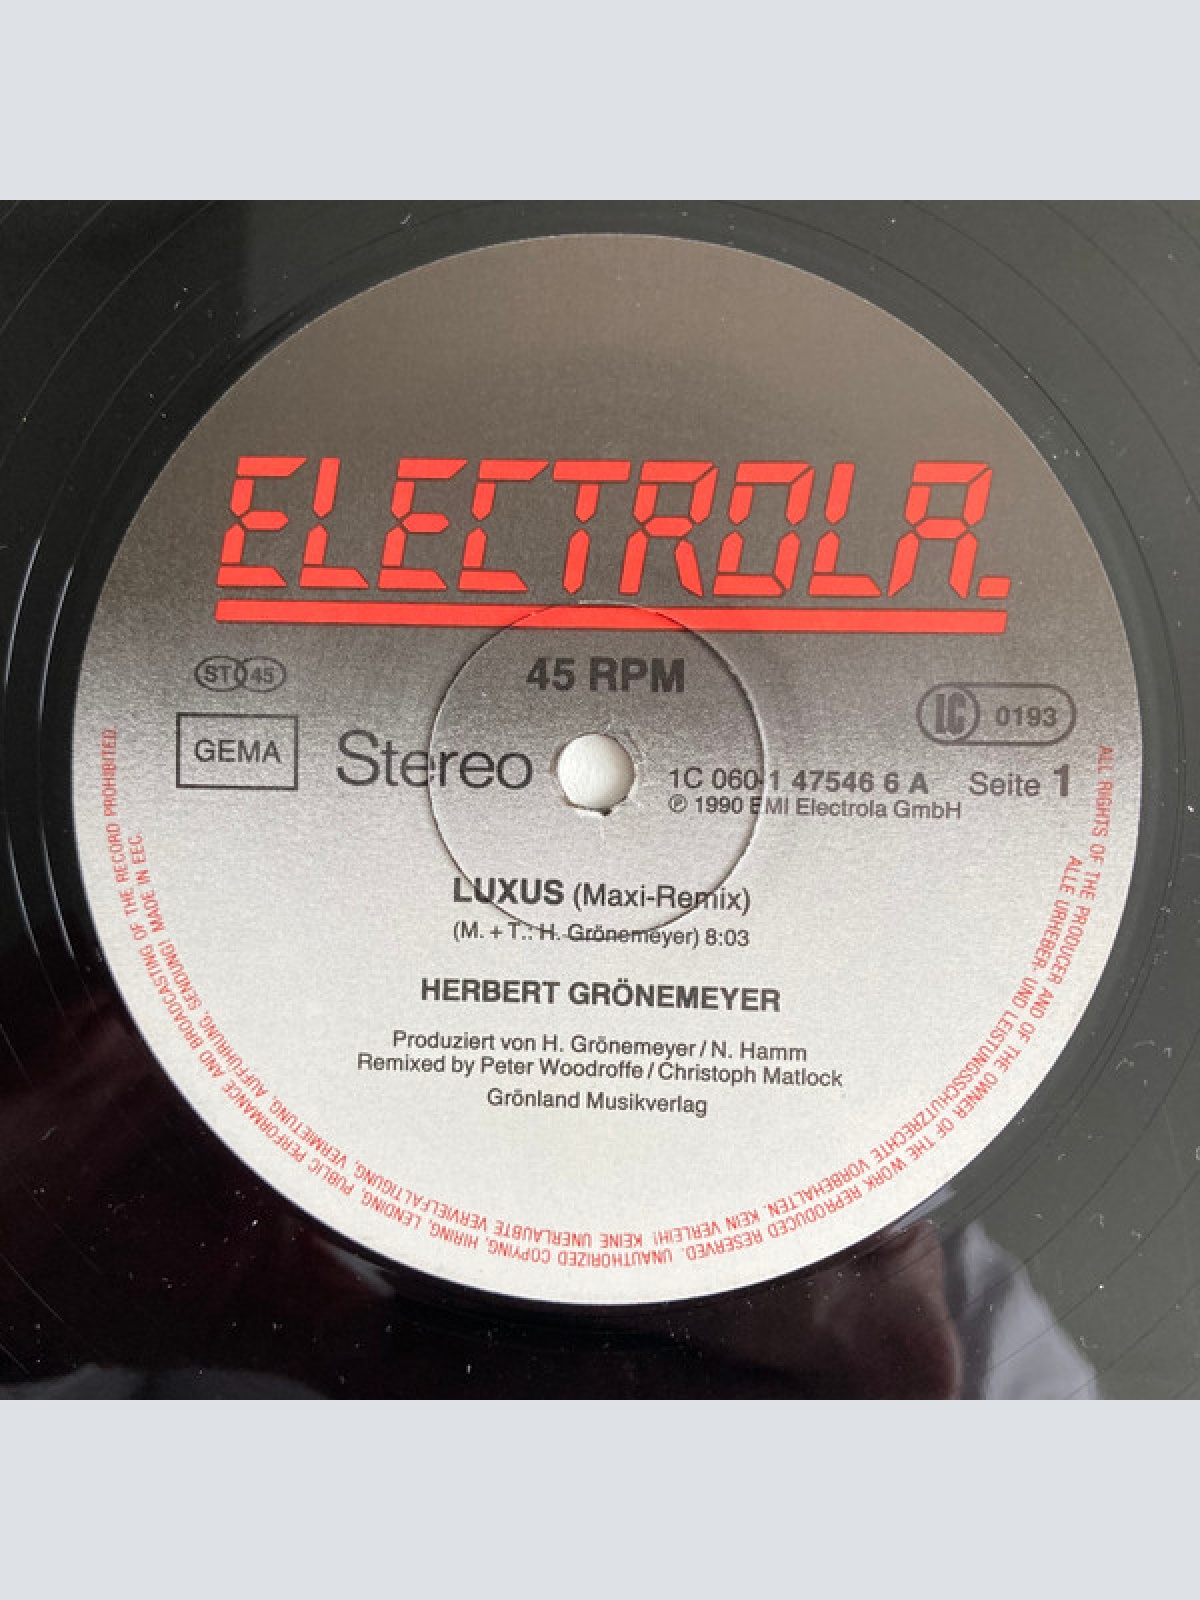 ELECTROLA.
45 RPM
ST 45
GEMA
Stereo
LC 0193
1C 060-1 47546 6 A Seite 1
℗ 1990 EMI Electrola GmbH
LUXUS (Maxi-Remix)
(M. + T.: H. Grönemeyer) 8:03
HERBERT GRÖNEMEYER
Produziert von H. Grönemeyer / N. Hamm
Remixed by Peter Woodroffe / Christoph Matlock
Grönland Musikverlag
ALL RIGHTS OF THE PRODUCER AND OF THE OWNER OF THE WORK REPRODUCED RESERVED. UNAUTHORIZED COPYING, HIRING, LENDING, PUBLIC PERFORMANCE AND BROADCASTING OF THE RECORD PROHIBITED.
ALLE URHEBER- UND LEISTUNGSSCHUTZRECHTE VORBEHALTEN. KEIN VERLEIH! KEINE UNERLAUBTE VERVIELFÄLTIGUNG, VERMIETUNG, AUFFÜHRUNG, SENDUNG! MADE IN EEC.